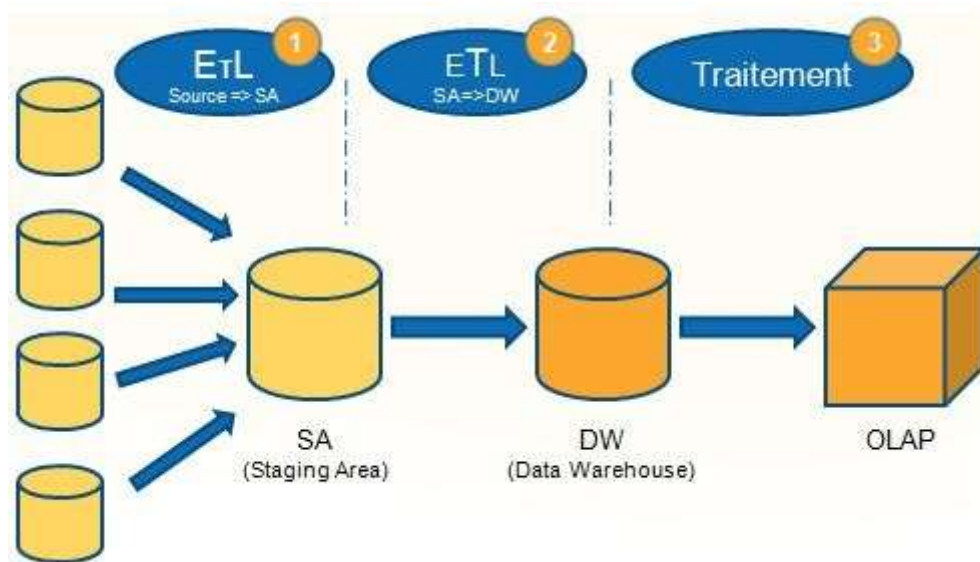 ETL
1
Source => SA
ETL
2
SA=>DW
Traitement
3
SA
(Staging Area)
DW
(Data Warehouse)
OLAP